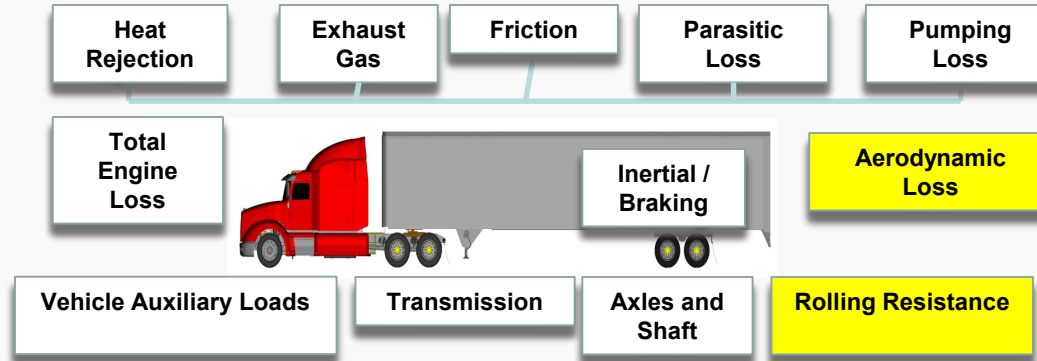 Heat
Rejection
Exhaust
Gas
Friction
Parasitic
Loss
Pumping
Loss
Total
Engine
Loss
Inertial /
Braking
Aerodynamic
Loss
Vehicle Auxiliary Loads
Transmission
Axles and
Shaft
Rolling Resistance